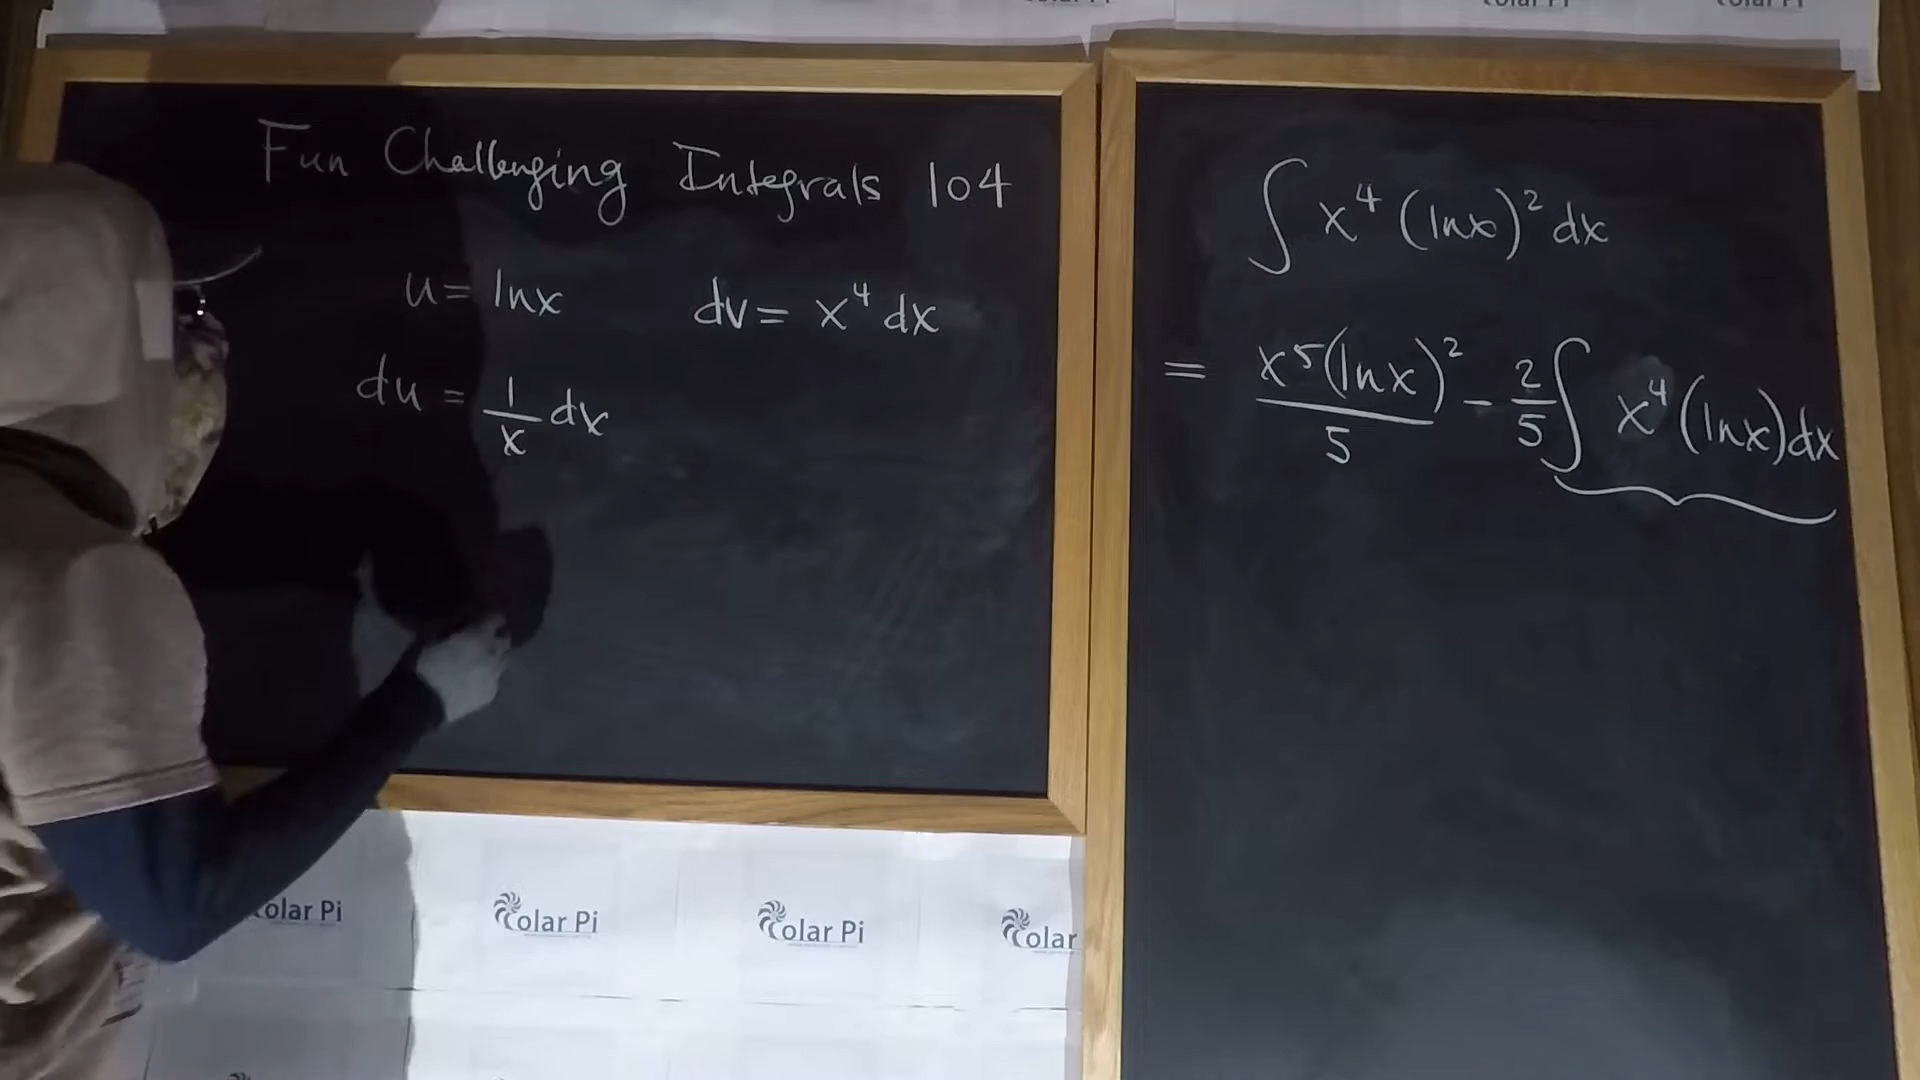 Fun Challenging Integrals 104
u = lnx
dv = x⁴ dx
du = 1/x dx
∫ x⁴ (lnx)² dx
= x⁵(lnx)²/5 - 2/5 ∫ x⁴ (lnx) dx
olar Pi
Colar Pi
Colar Pi
Colar